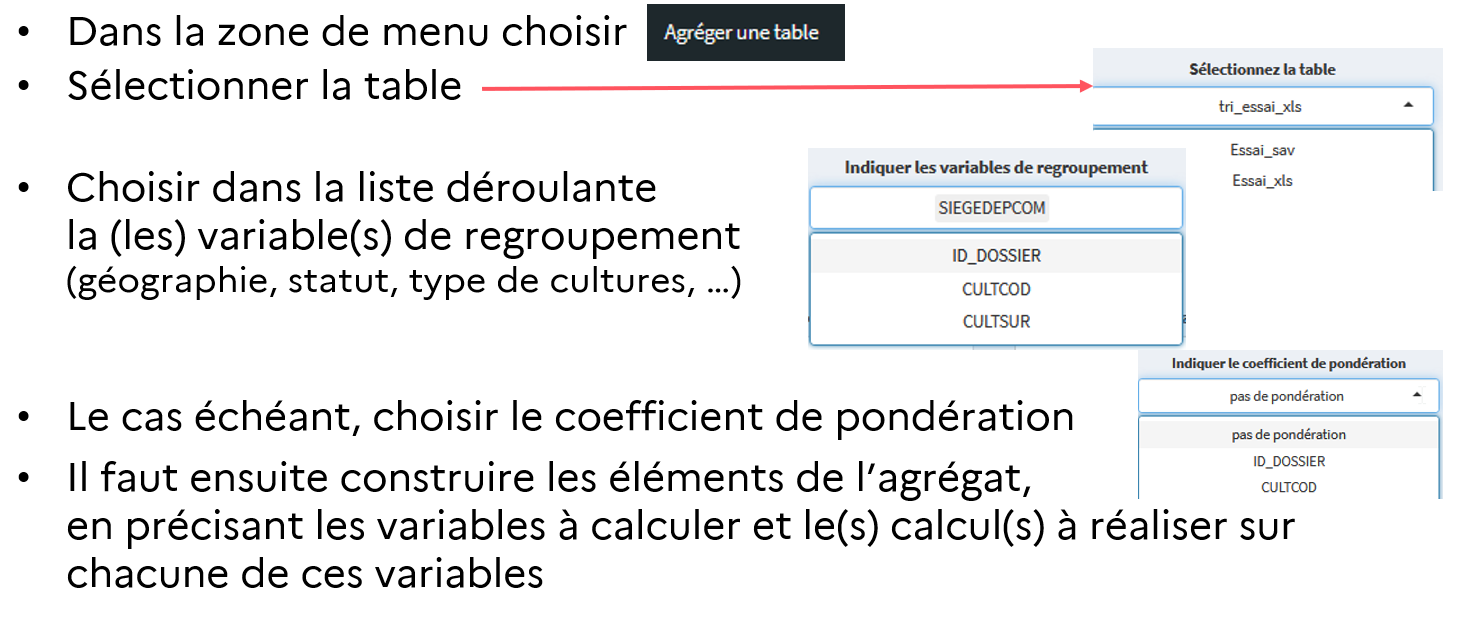 • Dans la zone de menu choisir Agréger une table
• Sélectionner la table
Sélectionnez la table
tri_essai_xls
Essai_sav
Essai_xls
• Choisir dans la liste déroulante
la (les) variable(s) de regroupement
(géographie, statut, type de cultures, ...)
Indiquer les variables de regroupement
SIEGEDEPCOM
ID_DOSSIER
CULTCOD
CULTSUR
• Le cas échéant, choisir le coefficient de pondération
Indiquer le coefficient de pondération
pas de pondération
pas de pondération
ID_DOSSIER
CULTCOD
• Il faut ensuite construire les éléments de l’agrégat,
en précisant les variables à calculer et le(s) calcul(s) à réaliser sur
chacune de ces variables